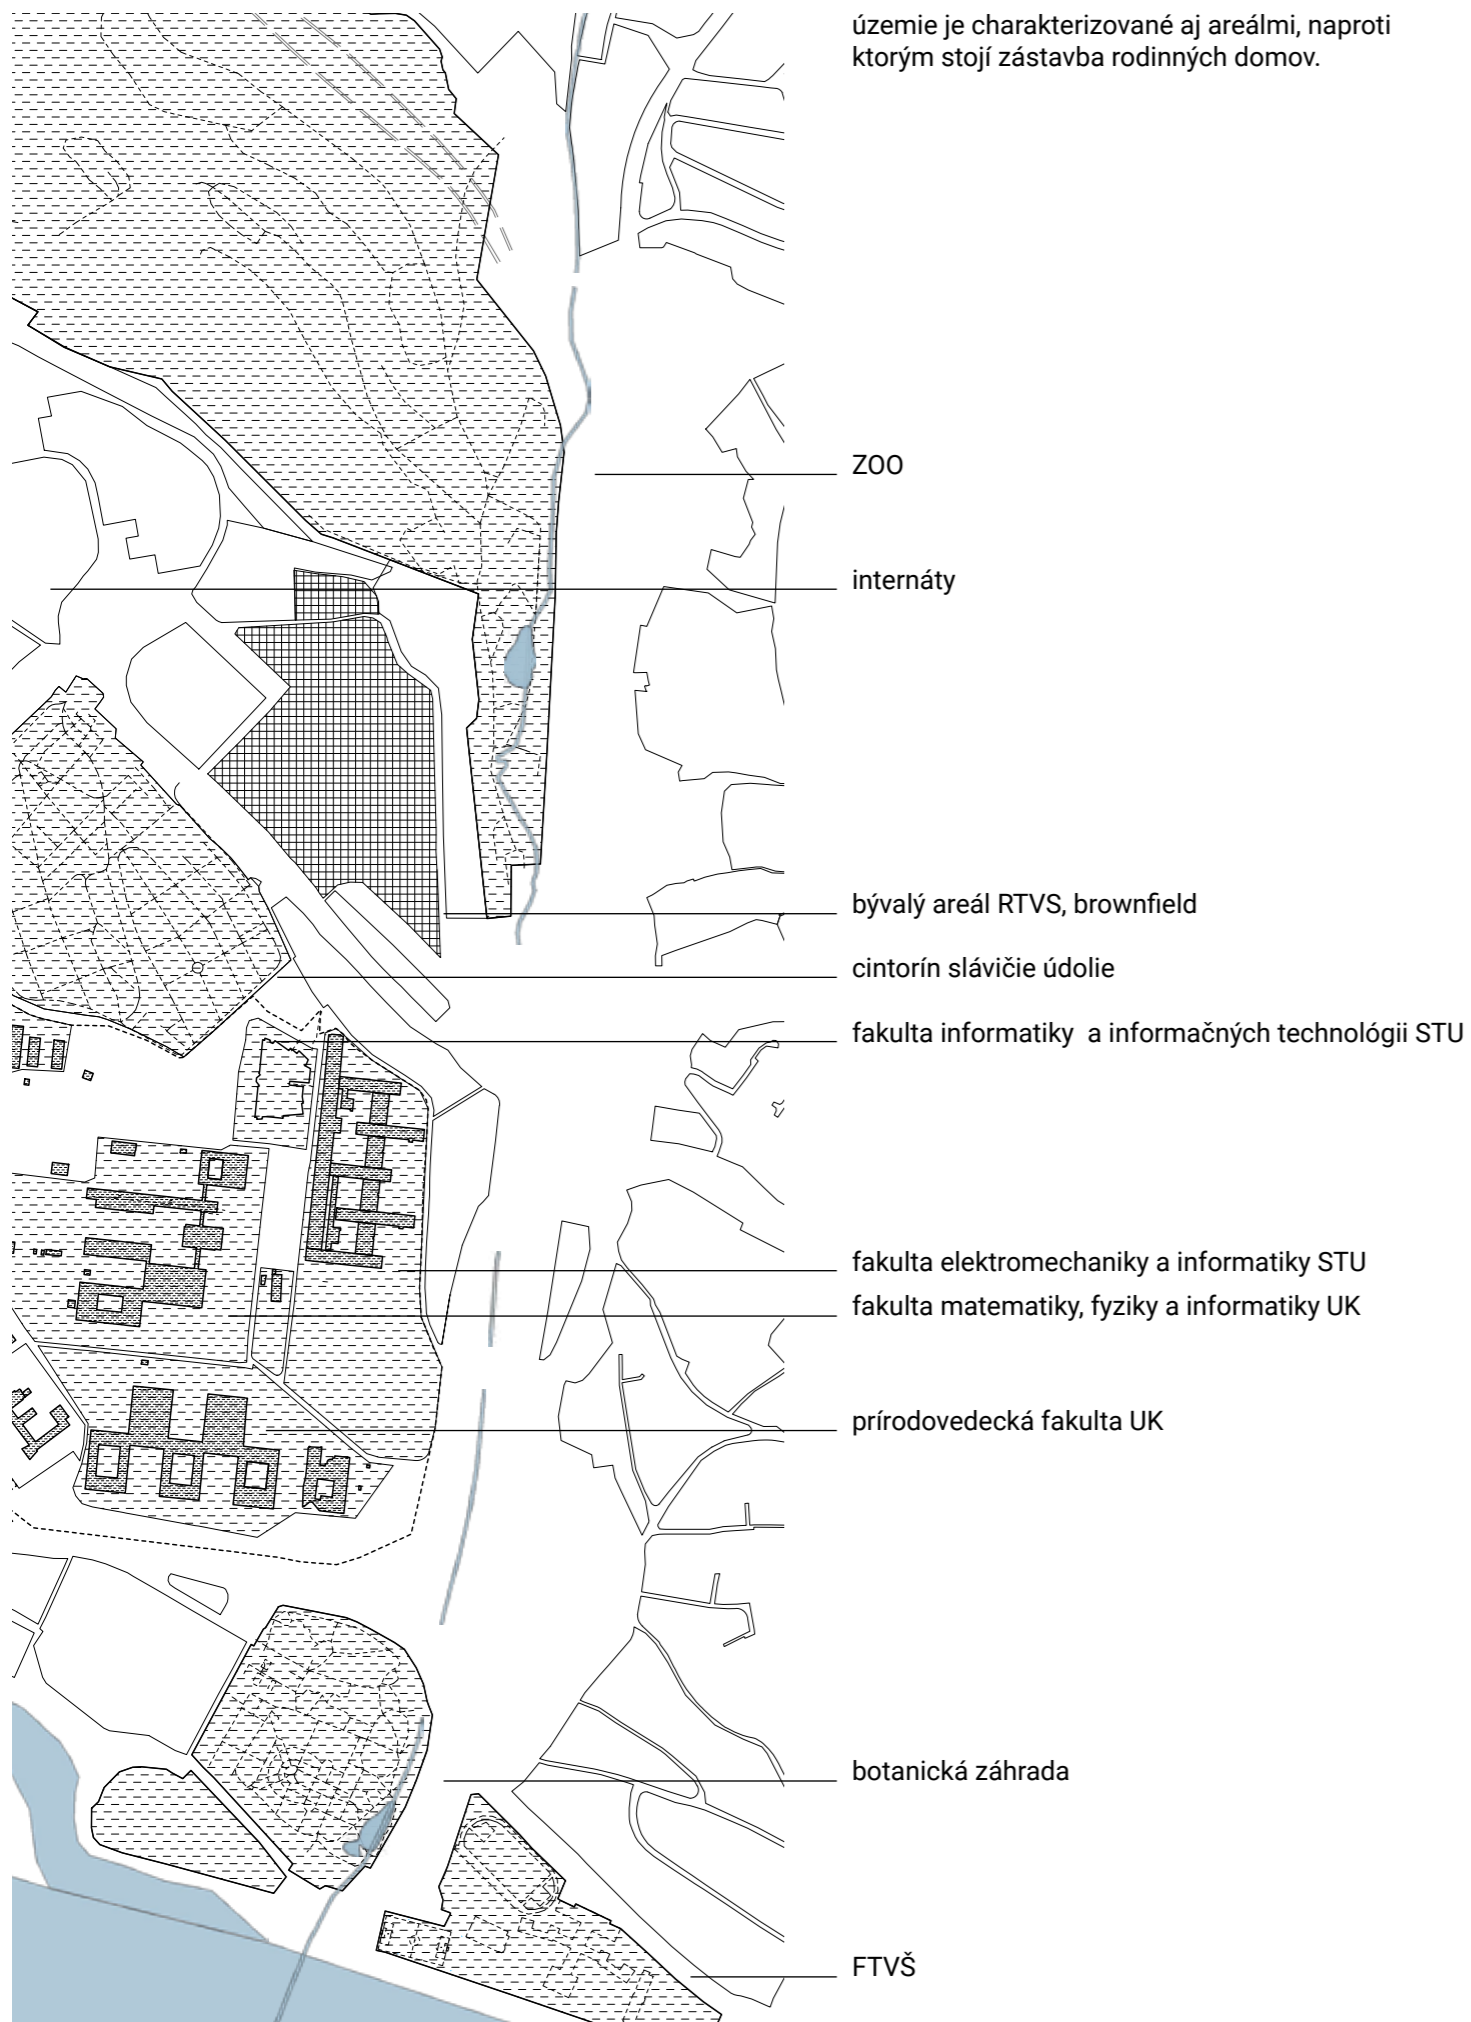 územie je charakterizované aj areálmi, naproti
ktorým stojí zástavba rodinných domov.
ZOO
internáty
bývalý areál RTVS, brownfield
cintorín slávičie údolie
fakulta informatiky  a informačných technológii STU
fakulta elektromechaniky a informatiky STU
fakulta matematiky, fyziky a informatiky UK
prírodovedecká fakulta UK
botanická záhrada
FTVŠ